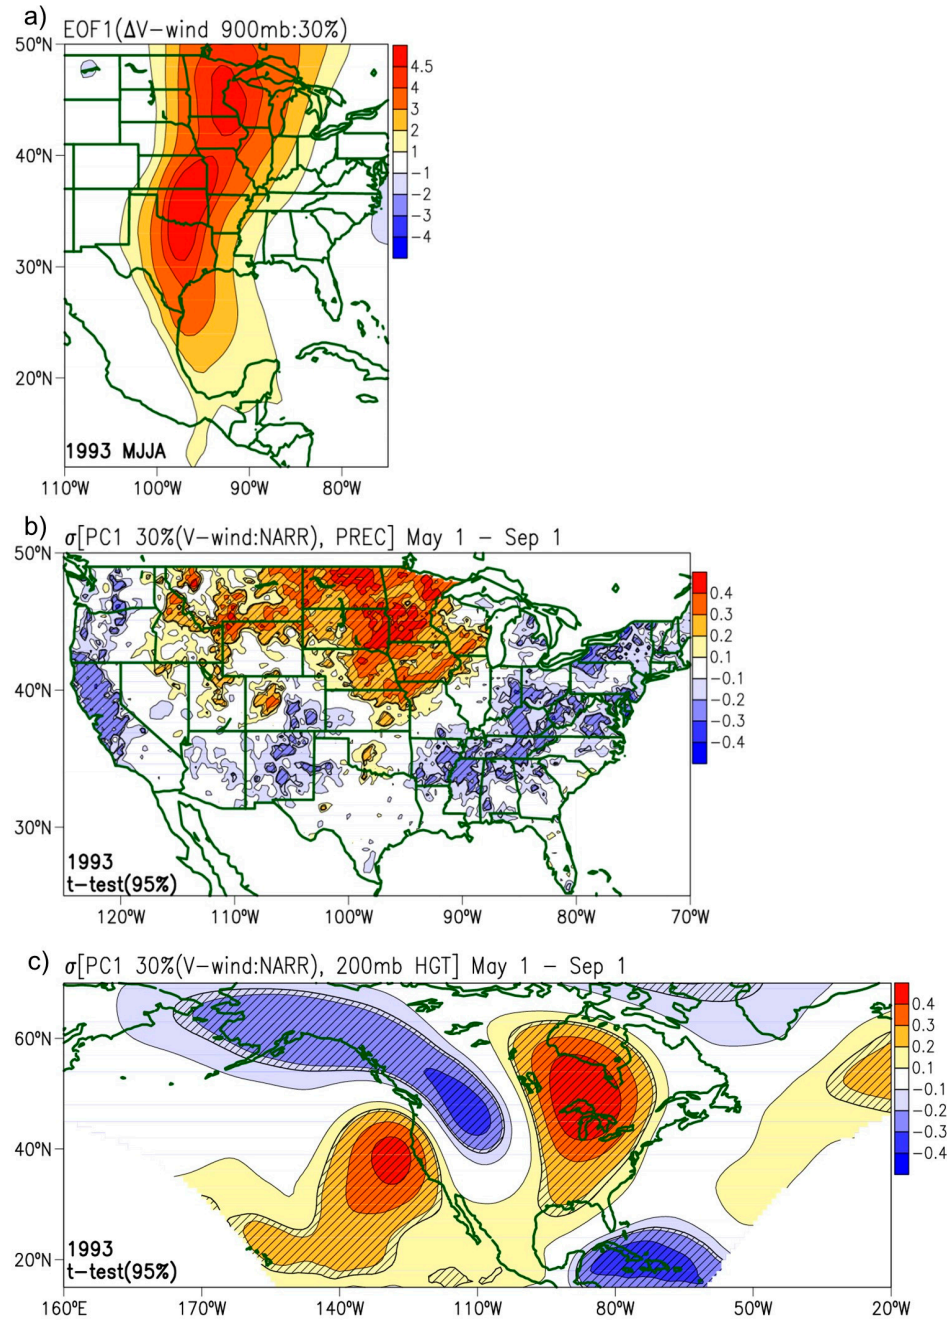 a)
EOF1(ΔV-wind 900mb:30%)
50°N
40°N
30°N
20°N
4.5
4
3
2
1
-1
-2
-3
-4
1993 MJJA
110°W 100°W 90°W 80°W
b)
σ[PC1 30%(V-wind:NARR), PREC] May 1 - Sep 1
50°N
40°N
30°N
0.4
0.3
0.2
0.1
-0.1
-0.2
-0.3
-0.4
1993
t-test(95%)
120°W 110°W 100°W 90°W 80°W 70°W
c)
σ[PC1 30%(V-wind:NARR), 200mb HGT] May 1 - Sep 1
60°N
40°N
20°N
0.4
0.3
0.2
0.1
-0.1
-0.2
-0.3
-0.4
1993
t-test(95%)
160°E 170°W 140°W 110°W 80°W 50°W 20°W